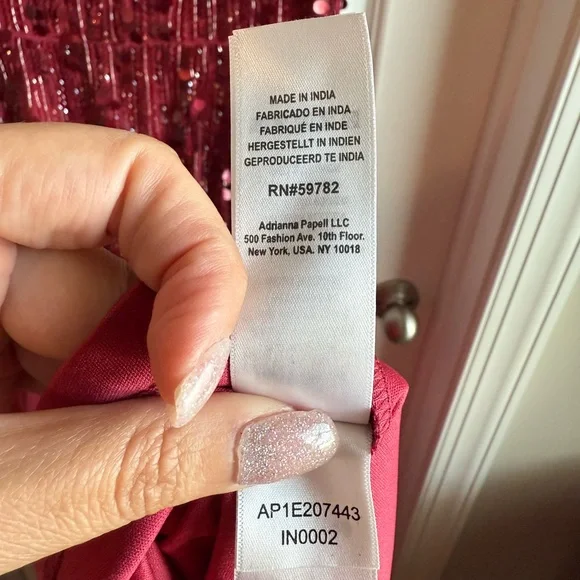 MADE IN INDIA
FABRICADO EN INDA
FABRIQUÉ EN INDE
HERGESTELLT IN INDIEN
GEPRODUCEERD TE INDIA
RN#59782
Adrianna Papell LLC
500 Fashion Ave. 10th Floor.
New York, USA. NY 10018
AP1E207443
IN0002